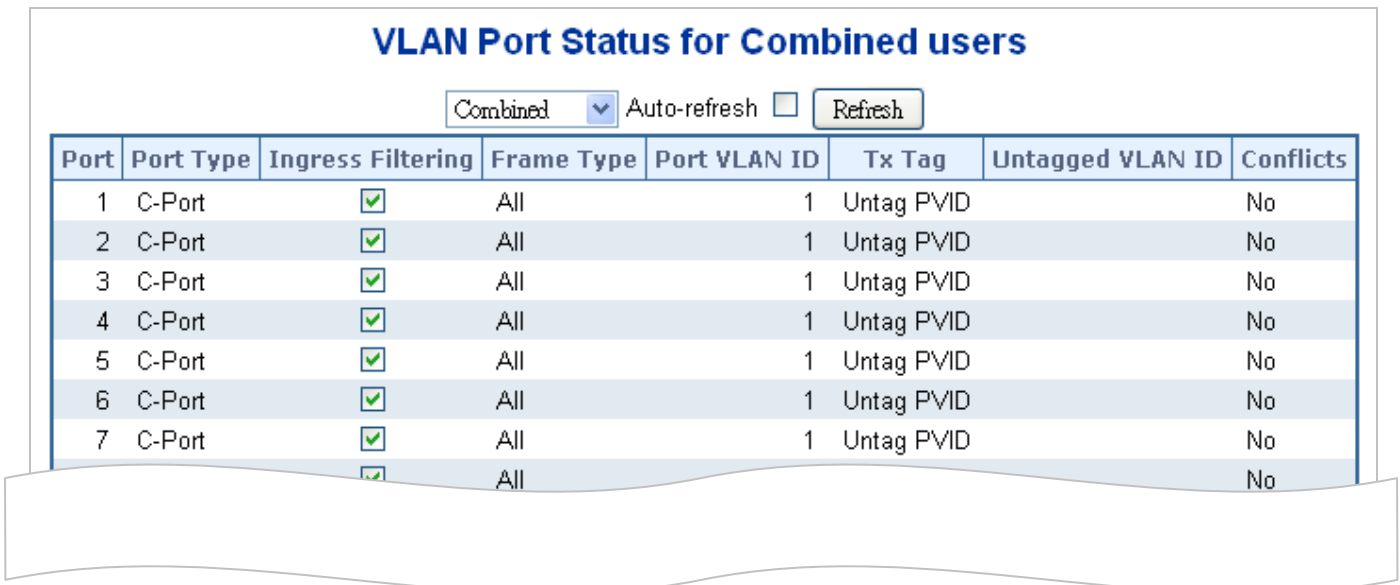 VLAN Port Status for Combined users
Combined Auto-refresh Refresh
Port Port Type Ingress Filtering Frame Type Port VLAN ID Tx Tag Untagged VLAN ID Conflicts
1 C-Port All 1 Untag PVID No
2 C-Port All 1 Untag PVID No
3 C-Port All 1 Untag PVID No
4 C-Port All 1 Untag PVID No
5 C-Port All 1 Untag PVID No
6 C-Port All 1 Untag PVID No
7 C-Port All 1 Untag PVID No
All No